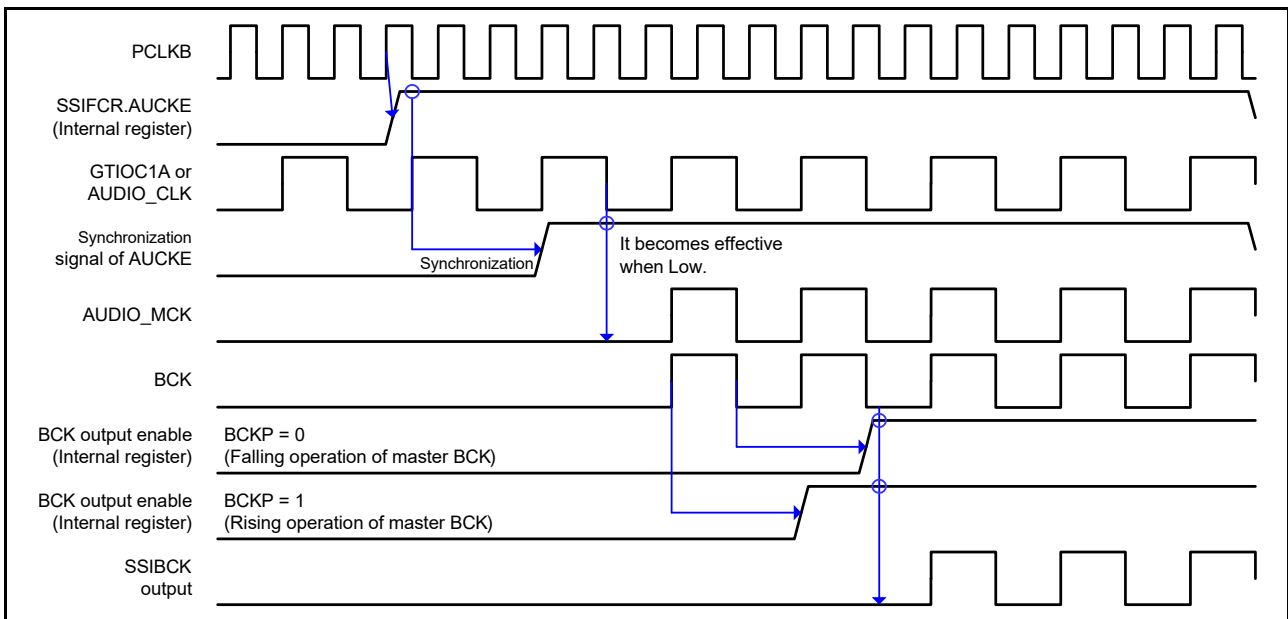 PCLKB
SSIFCR.AUCKE
(Internal register)
GTIOC1A or
AUDIO_CLK
Synchronization
signal of AUCKE
Synchronization
It becomes effective
when Low.
AUDIO_MCK
BCK
BCK output enable
(Internal register)
BCKP = 0
(Falling operation of master BCK)
BCK output enable
(Internal register)
BCKP = 1
(Rising operation of master BCK)
SSIBCK
output